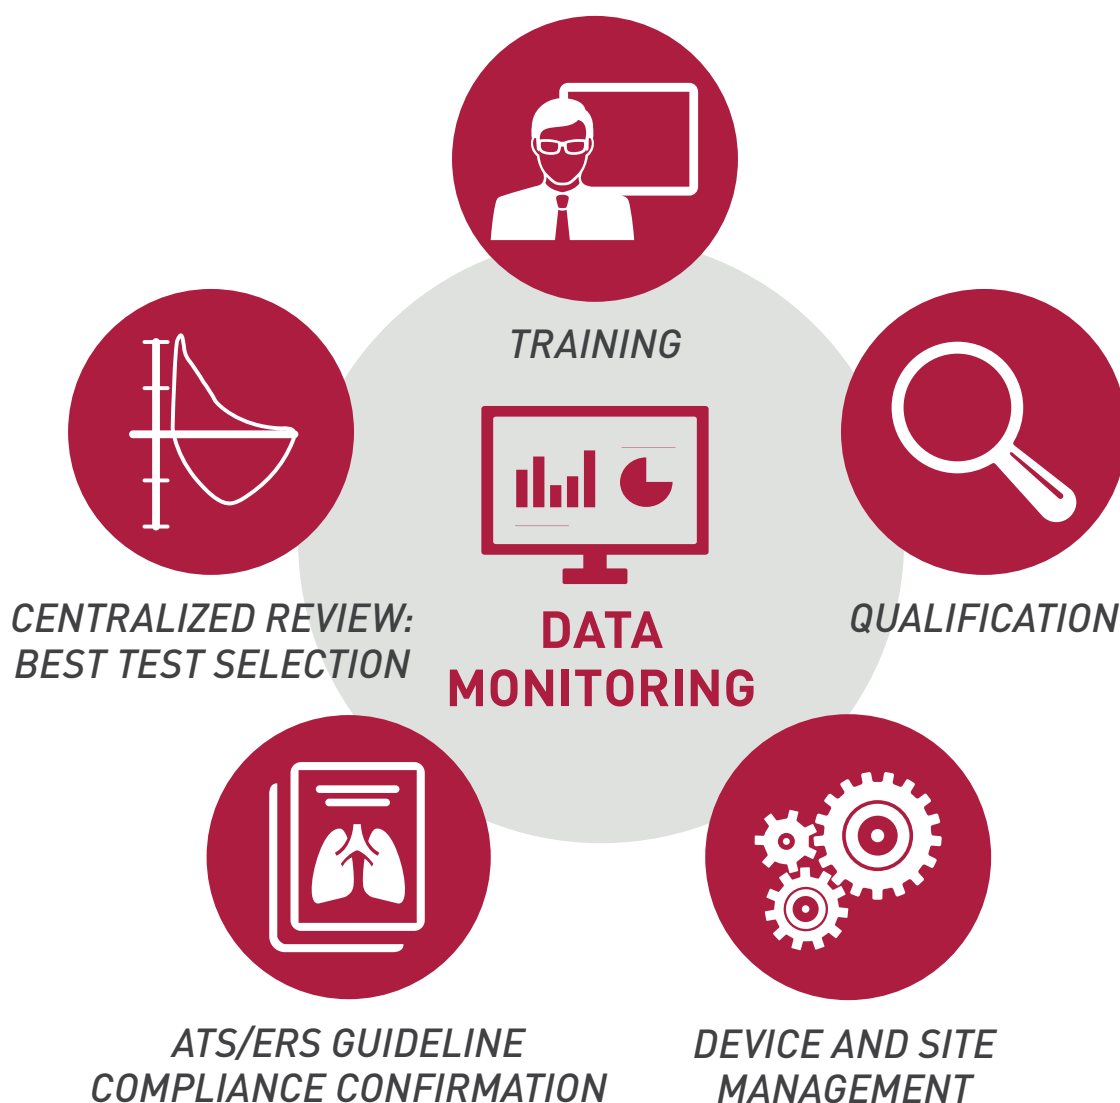 TRAINING
DATA
MONITORING
QUALIFICATION
CENTRALIZED REVIEW:
BEST TEST SELECTION
ATS/ERS GUIDELINE
COMPLIANCE CONFIRMATION
DEVICE AND SITE
MANAGEMENT